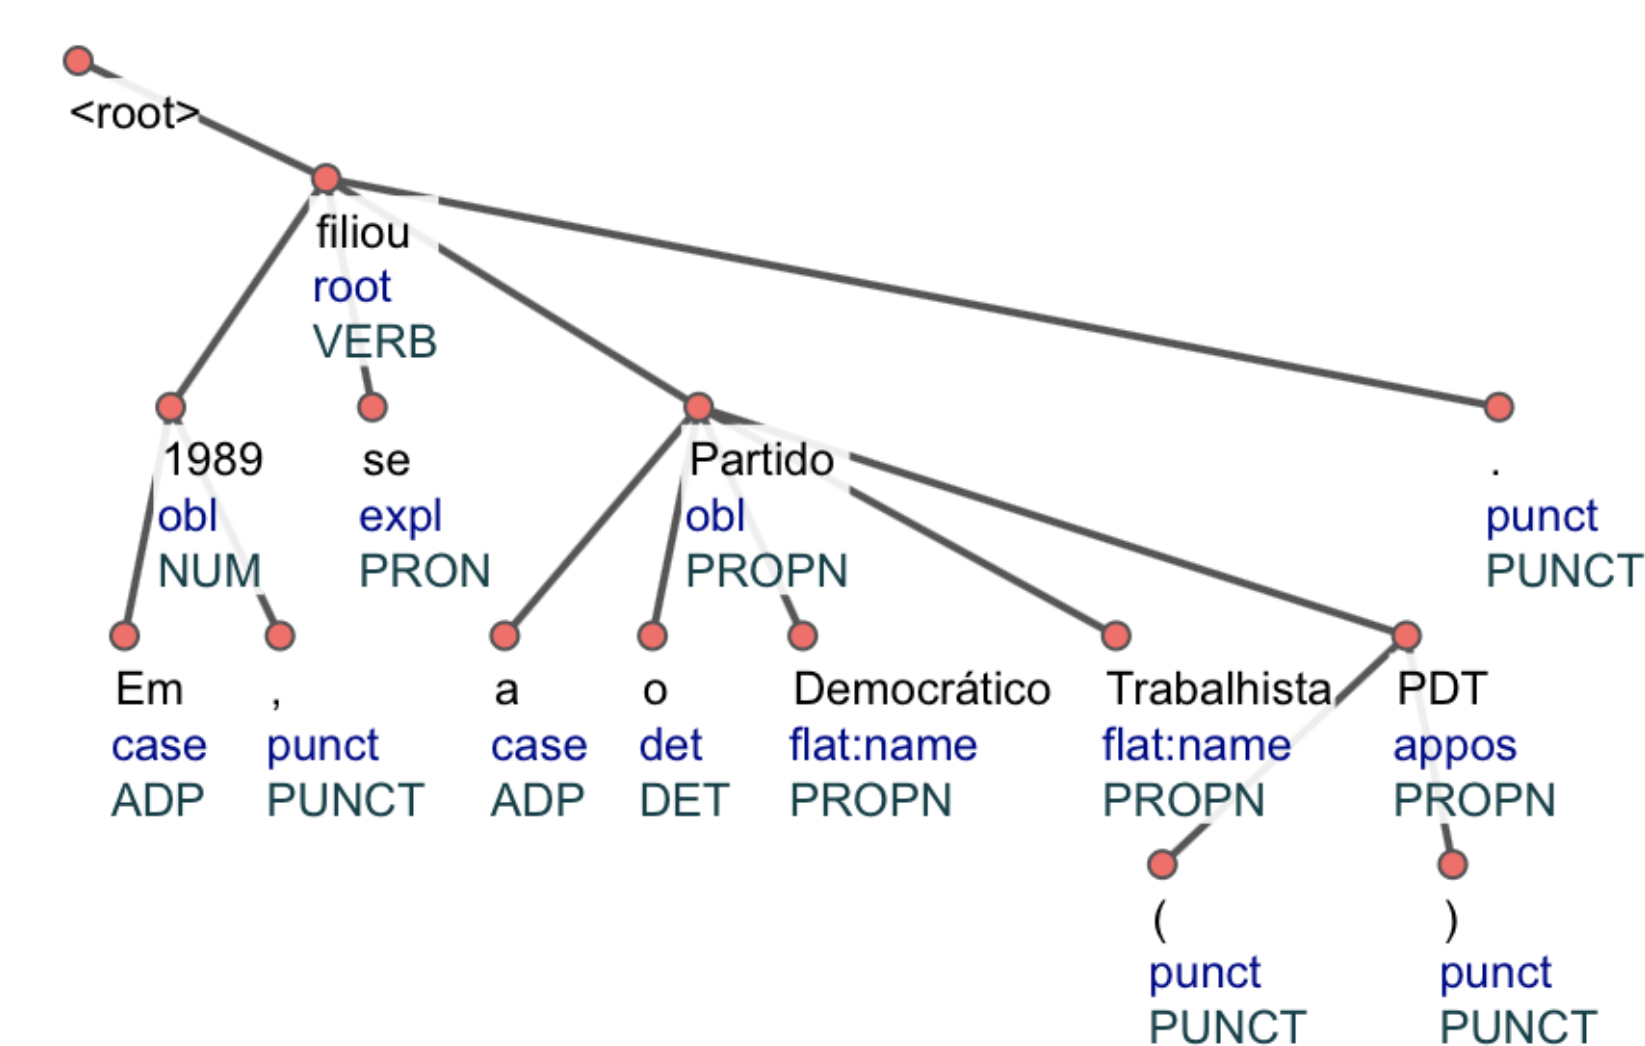 <root>
filiou
root
VERB
1989 se Partido .
obl expl obl punct
NUM PRON PROPN PUNCT
Em , a o Democrático Trabalhista PDT
case punct case det flat:name flat:name appos
ADP PUNCT ADP DET PROPN PROPN PROPN
( )
punct punct
PUNCT PUNCT